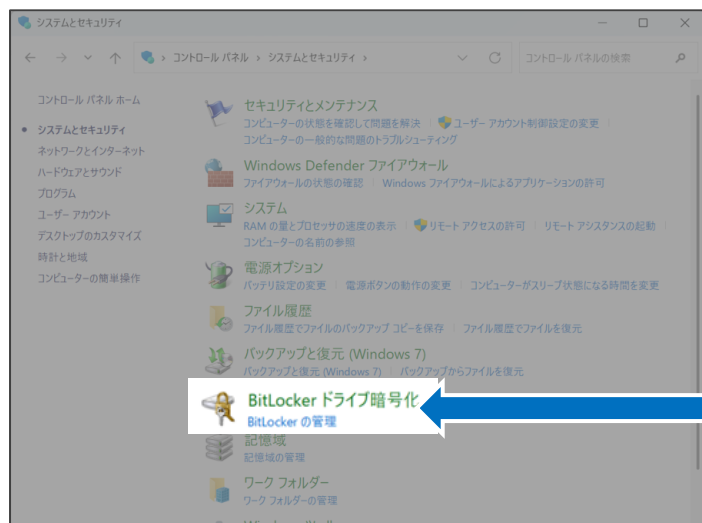 システムとセキュリティ
コントロール パネル › システムとセキュリティ ›
コントロール パネルの検索
コントロール パネル ホーム
システムとセキュリティ
ネットワークとインターネット
ハードウェアとサウンド
プログラム
ユーザー アカウント
デスクトップのカスタマイズ
時計と地域
コンピューターの簡単操作
セキュリティとメンテナンス
コンピューターの状態を確認して問題を解決 ユーザー アカウント制御設定の変更
コンピューターの一般的な問題のトラブルシューティング
Windows Defender ファイアウォール
ファイアウォールの状態の確認 Windows ファイアウォールによるアプリケーションの許可
システム
RAM の量とプロセッサの速度の表示 リモート アクセスの許可 リモート アシスタンスの起動
コンピューターの名前の参照
電源オプション
バッテリ設定の変更 電源ボタンの動作の変更 コンピューターがスリープ状態になる時間を変更
ファイル履歴
ファイル履歴でファイルのバックアップ コピーを保存 ファイル履歴でファイルを復元
バックアップと復元 (Windows 7)
バックアップと復元 (Windows 7) バックアップからファイルを復元
BitLocker ドライブ暗号化
BitLocker の管理
記憶域
記憶域の管理
ワーク フォルダー
ワーク フォルダーの管理